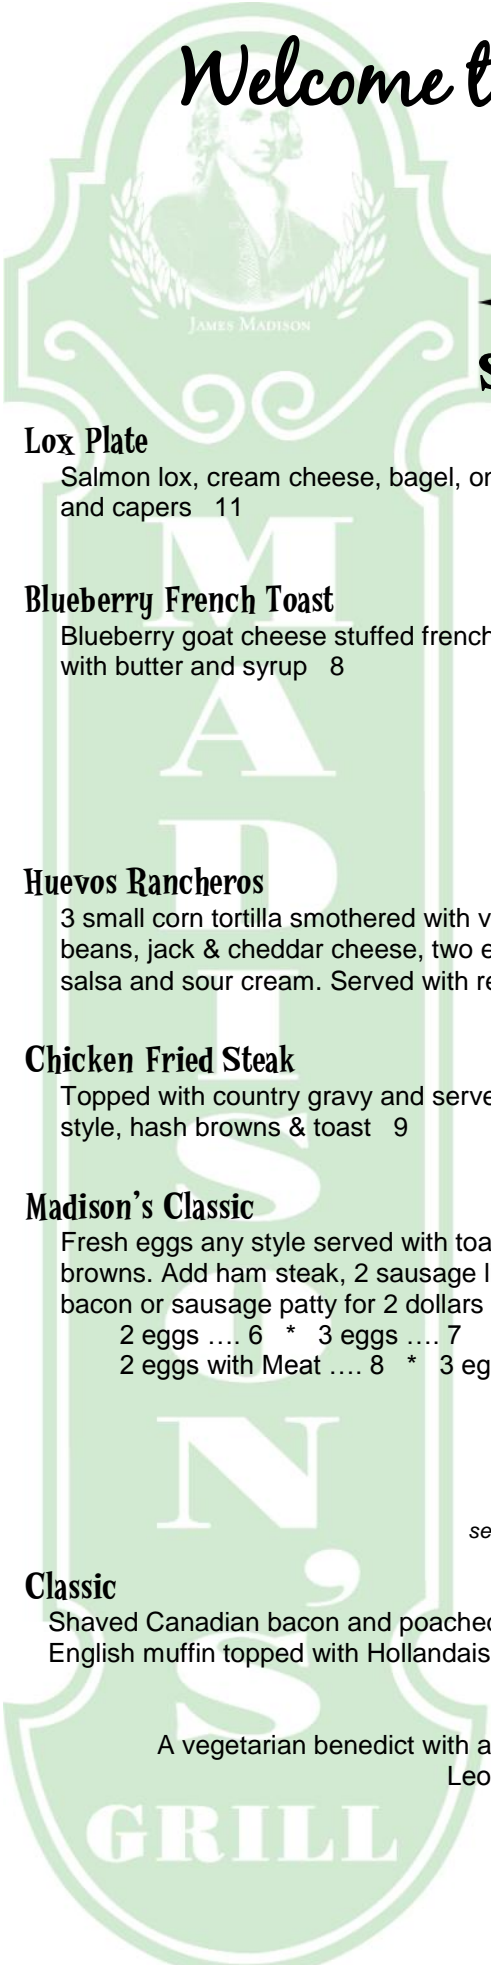 Welcome t
JAMES MADISON
S
Lox Plate
Salmon lox, cream cheese, bagel, or
and capers 11
Blueberry French Toast
Blueberry goat cheese stuffed french
with butter and syrup 8
Huevos Rancheros
3 small corn tortilla smothered with v
beans, jack & cheddar cheese, two e
salsa and sour cream. Served with re
Chicken Fried Steak
Topped with country gravy and serve
style, hash browns & toast 9
Madison's Classic
Fresh eggs any style served with toa
browns. Add ham steak, 2 sausage l
bacon or sausage patty for 2 dollars
2 eggs …. 6 * 3 eggs …. 7
2 eggs with Meat …. 8 * 3 eg
se
Classic
Shaved Canadian bacon and poached
English muffin topped with Hollandais
A vegetarian benedict with a
Leo
MADISON'S
GRILL